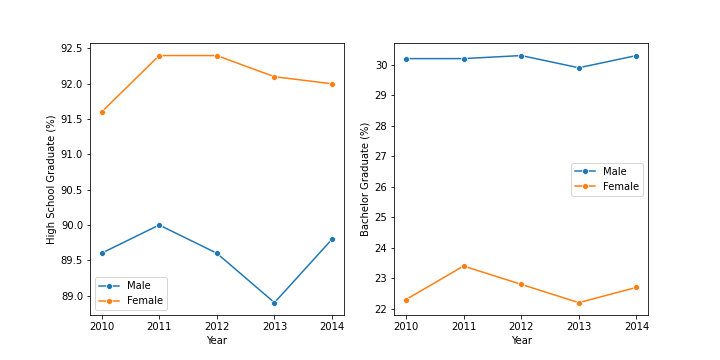 92.5
92.0
91.5
91.0
90.5
90.0
89.5
89.0
High School Graduate (%)
Male
Female
2010 2011 2012 2013 2014
Year
30
29
28
27
26
25
24
23
22
Bachelor Graduate (%)
Male
Female
2010 2011 2012 2013 2014
Year